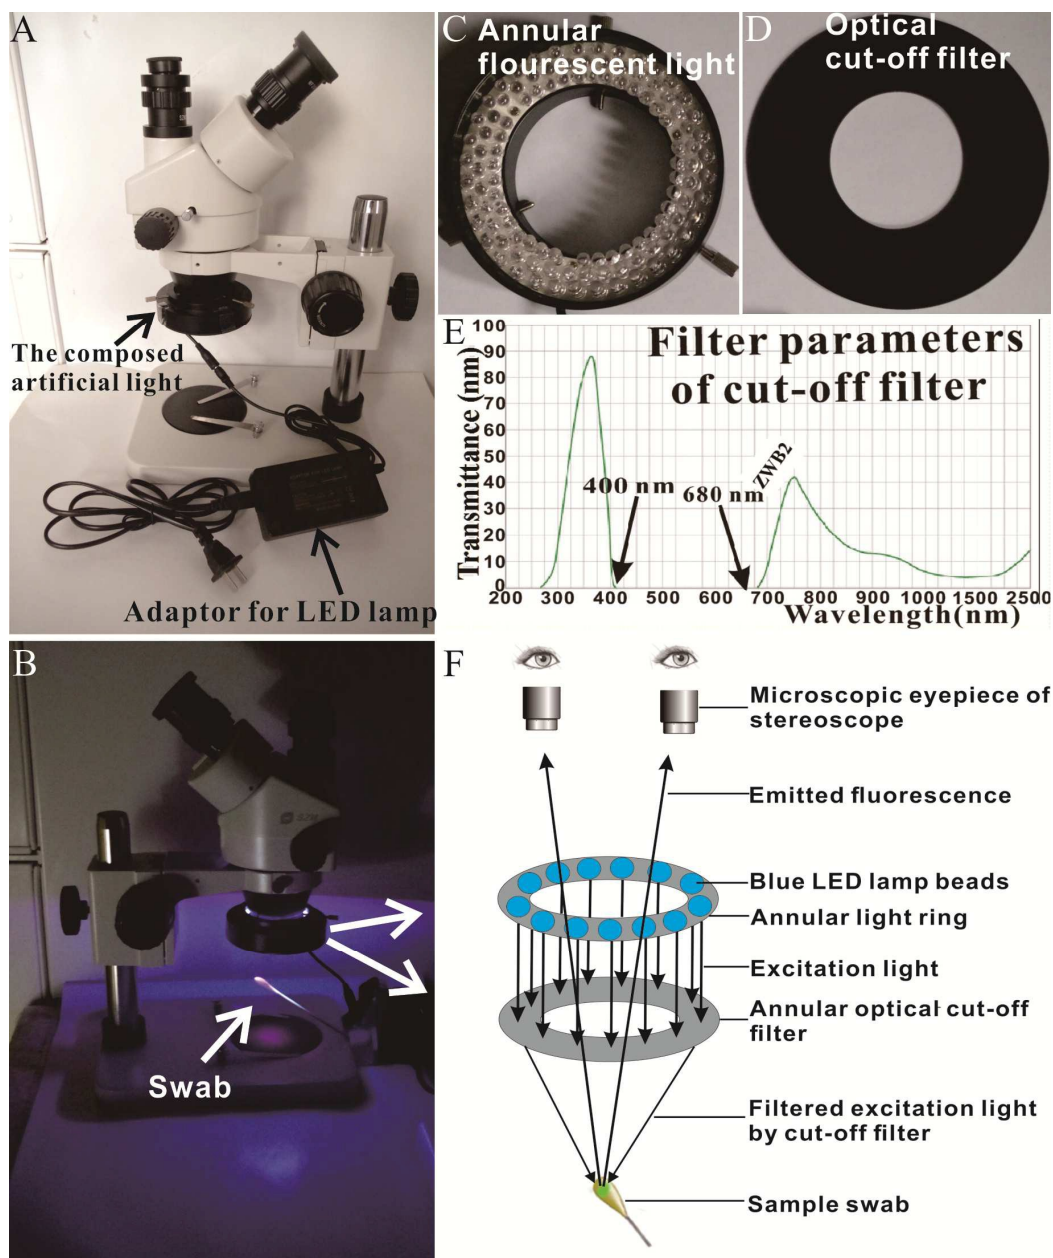 A
The composed
artificial light
Adaptor for LED lamp
B
Swab
C
Annular
flourescent light
D
Optical
cut-off filter
E
Filter parameters
of cut-off filter
Transmittance (nm)
100
90
80
70
60
50
40
30
20
10
0
400 nm
680 nm
ZWB2
200 300 400 500 600 700 800 1000 1500 2500
Wavelength(nm)
F
Microscopic eyepiece of
stereoscope
Emitted fluorescence
Blue LED lamp beads
Annular light ring
Excitation light
Annular optical cut-off
filter
Filtered excitation light
by cut-off filter
Sample swab